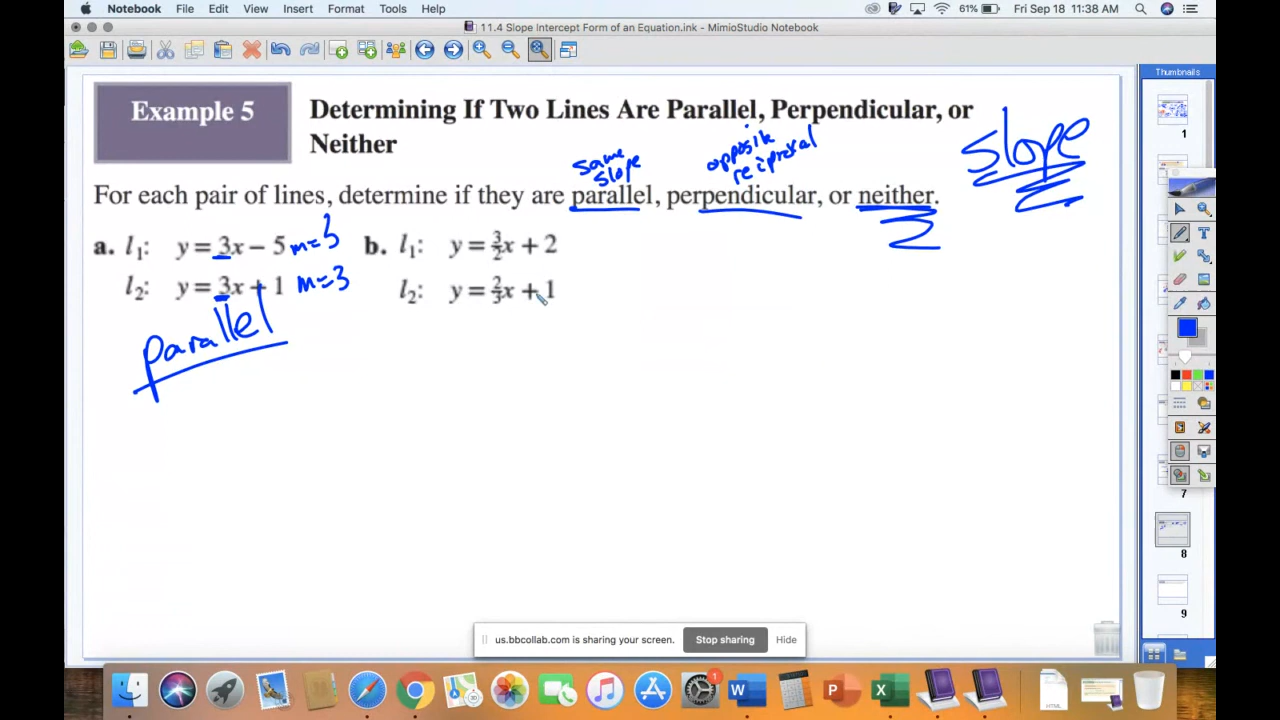 Notebook File Edit View Insert Format Tools Help 61% Fri Sep 18 11:38 AM
11.4 Slope Intercept Form of an Equation.ink - MimioStudio Notebook
Thumbnails
Example 5
Determining If Two Lines Are Parallel, Perpendicular, or
Neither
slope
same
slope
opposite
reciprocal
For each pair of lines, determine if they are parallel, perpendicular, or neither.
a. l₁: y = 3x − 5 m=3 b. l₁: y = 3/2x + 2
l₂: y = 3x + 1 m=3 l₂: y = 2/3x + 1
parallel
1
7
8
9
us.bbcollab.com is sharing your screen. Stop sharing Hide